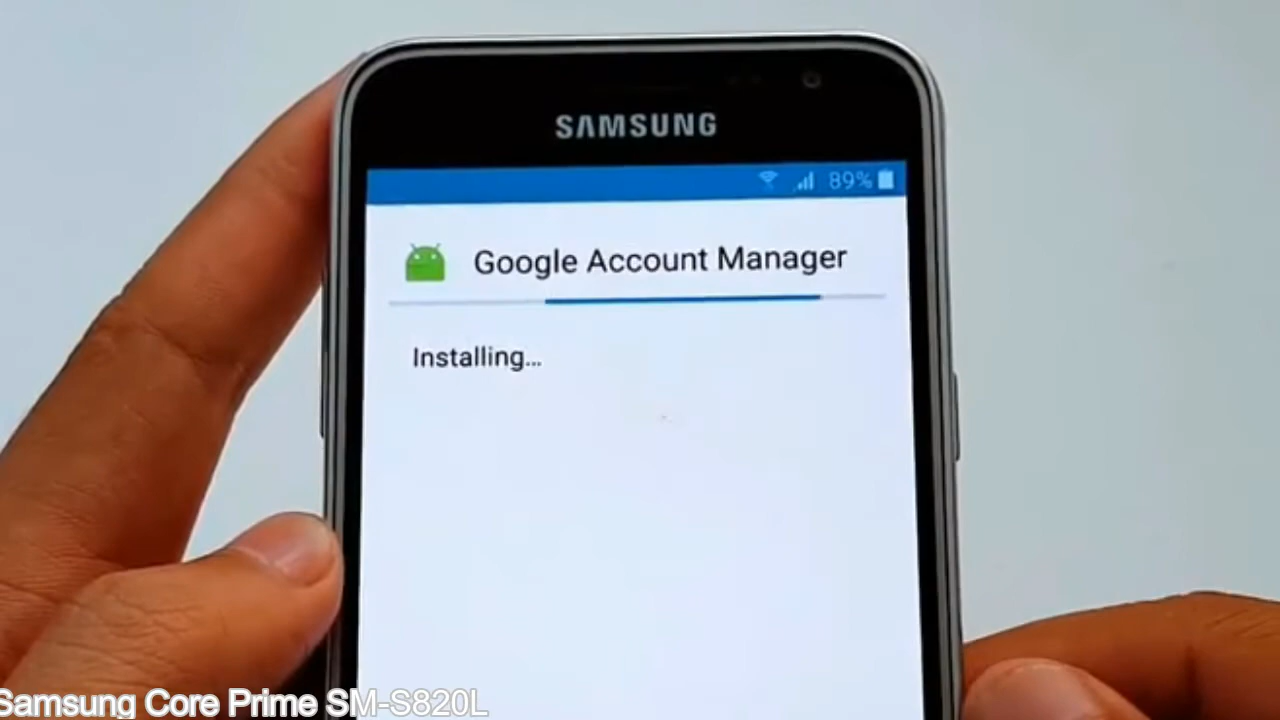 SAMSUNG
89%
Google Account Manager
Installing...
Samsung Core Prime SM-S820L